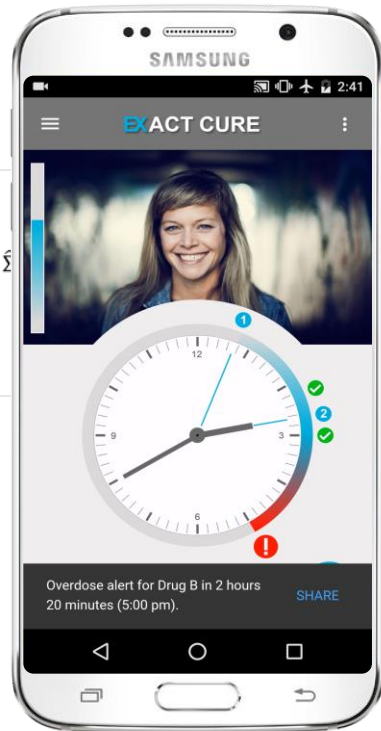 SAMSUNG
2:41
EXACT CURE
1
12
2
9
3
6
Overdose alert for Drug B in 2 hours
20 minutes (5:00 pm).
SHARE